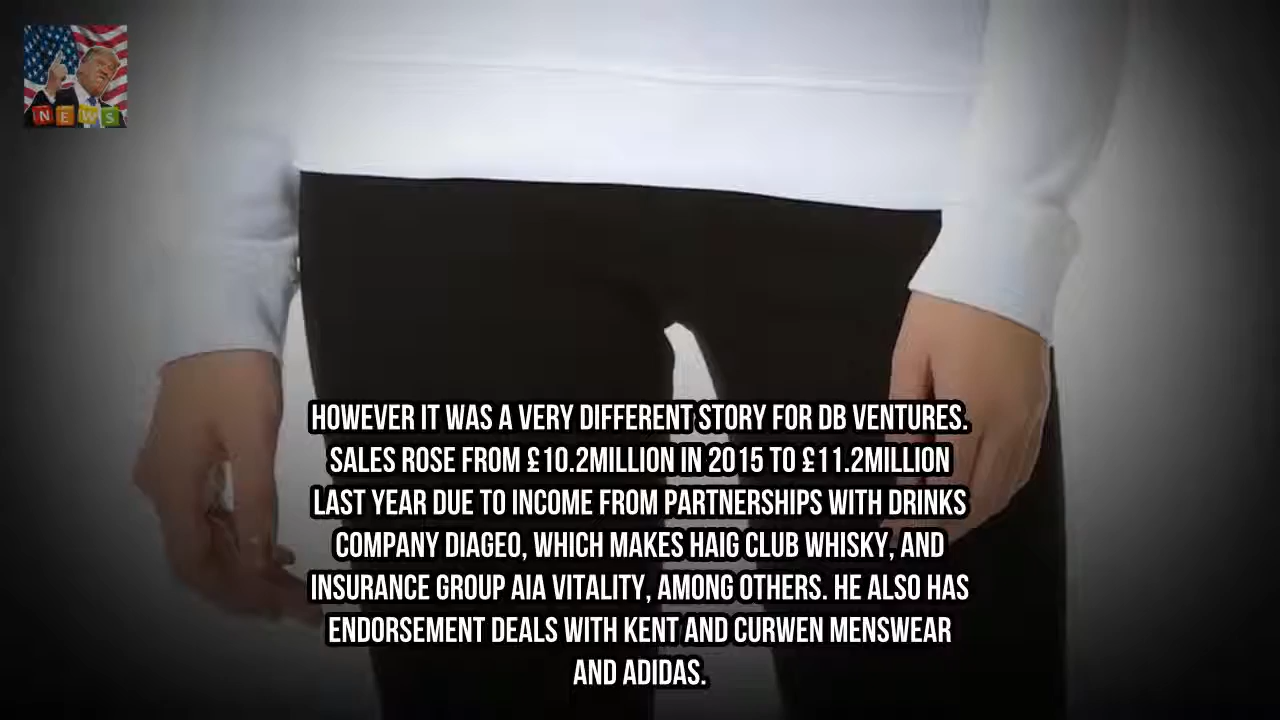 NEWS
HOWEVER IT WAS A VERY DIFFERENT STORY FOR DB VENTURES.
SALES ROSE FROM £10.2MILLION IN 2015 TO £11.2MILLION
LAST YEAR DUE TO INCOME FROM PARTNERSHIPS WITH DRINKS
COMPANY DIAGEO, WHICH MAKES HAIG CLUB WHISKY, AND
INSURANCE GROUP AIA VITALITY, AMONG OTHERS. HE ALSO HAS
ENDORSEMENT DEALS WITH KENT AND CURWEN MENSWEAR
AND ADIDAS.